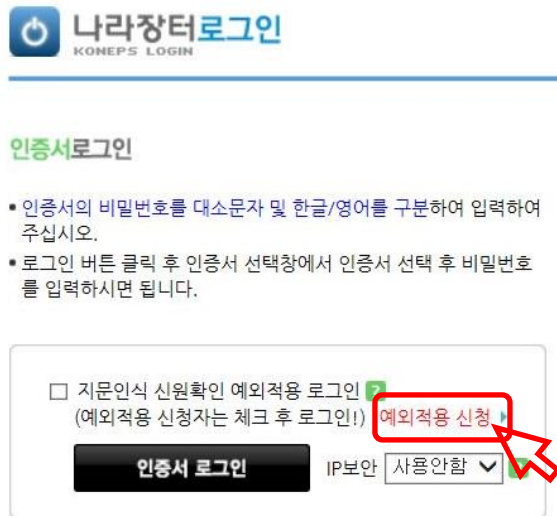 나라장터로그인
KONEPS LOGIN
인증서로그인
• 인증서의 비밀번호를 대소문자 및 한글/영어를 구분하여 입력하여
주십시오.
• 로그인 버튼 클릭 후 인증서 선택창에서 인증서 선택 후 비밀번호
를 입력하시면 됩니다.
지문인식 신원확인 예외적용 로그인 ?
(예외적용 신청자는 체크 후 로그인!) 예외적용 신청
인증서 로그인 IP보안 사용안함 ?